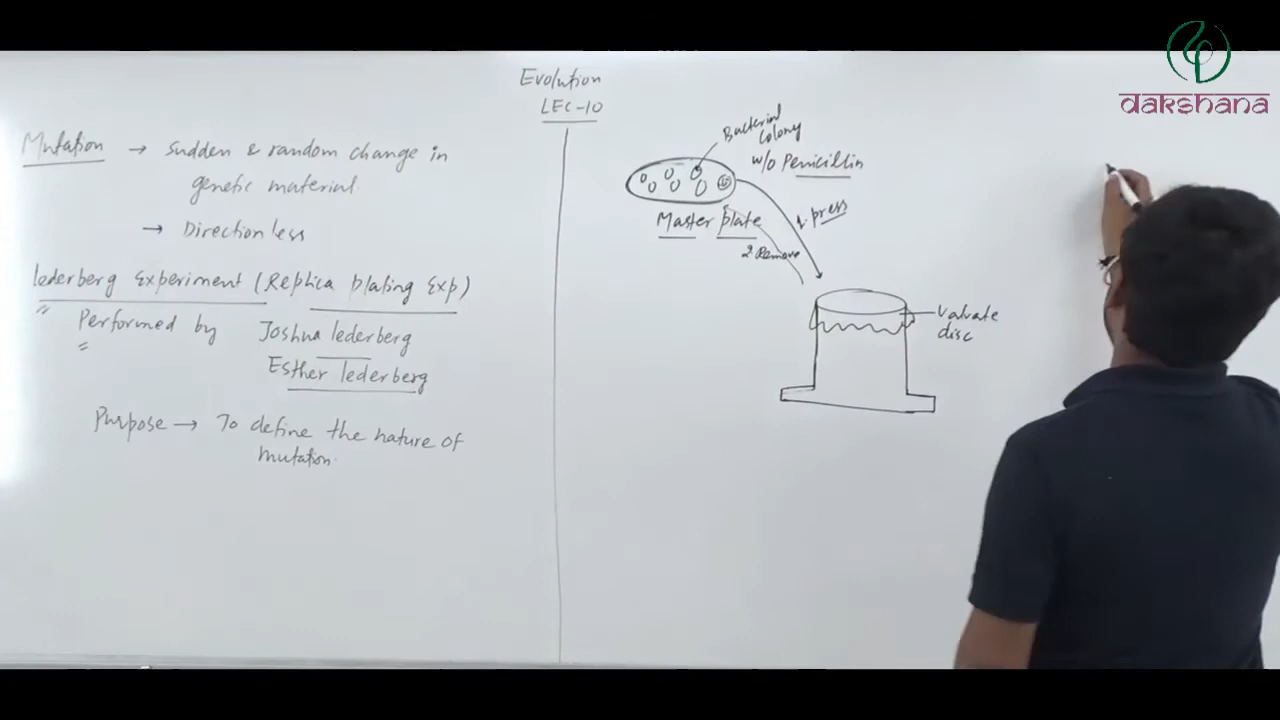 Evolution
LEC-10
Mutation → Sudden & random change in
genetic material
→ Directionless
lederberg Experiment (Replica plating Exp)
" Performed by Joshua lederberg
" Esther lederberg
Purpose → To define the nature of
mutation.
Bacterial
Colony
w/o Penicillin
Master plate
1. press
2. Remove
Valvate
disc
dakshana